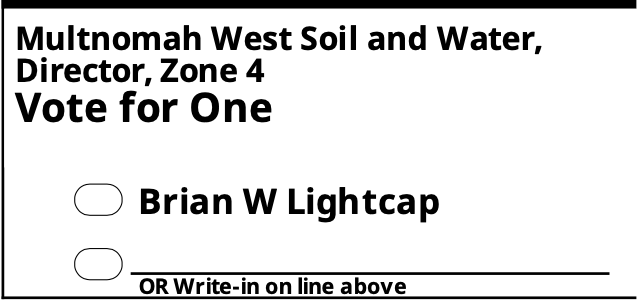 Multnomah West Soil and Water,
Director, Zone 4
Vote for One
Brian W Lightcap
OR Write-in on line above